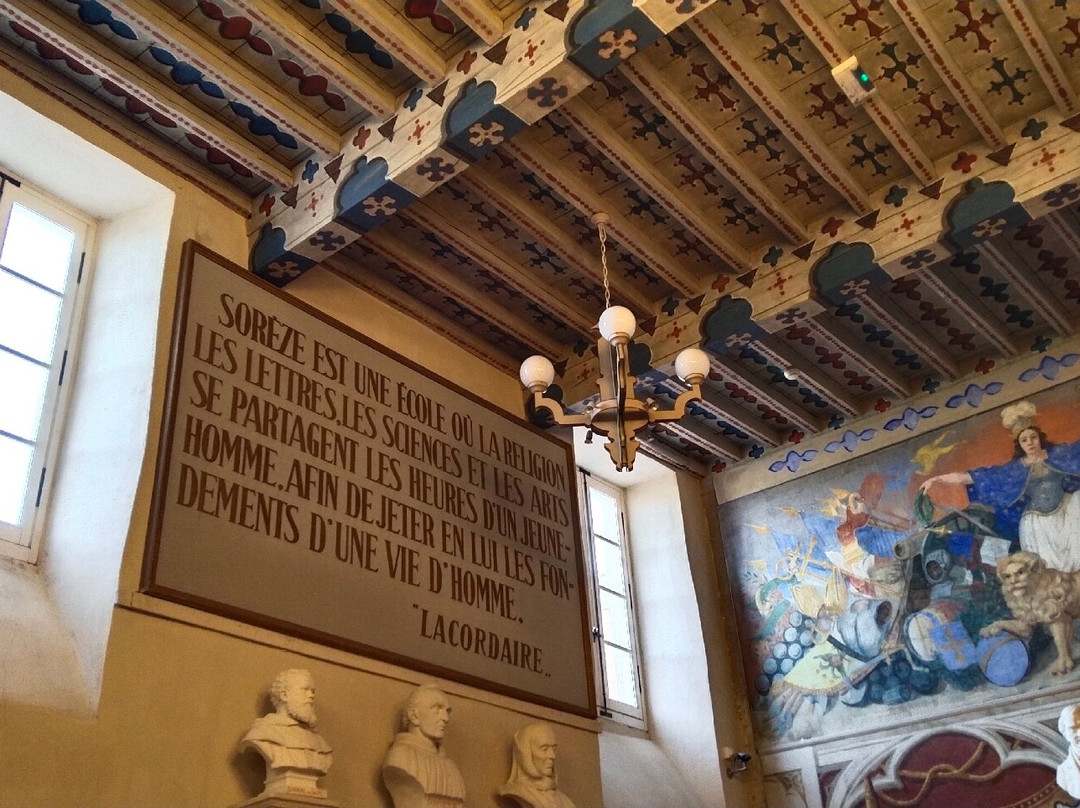 SORÈZE EST UNE ÉCOLE OÙ LA RELIGION
LES LETTRES, LES SCIENCES ET LES ARTS
SE PARTAGENT LES HEURES D'UN JEUNE-
HOMME, AFIN DE JETER EN LUI LES FON-
DEMENTS D'UNE VIE D'HOMME.
"LACORDAIRE„